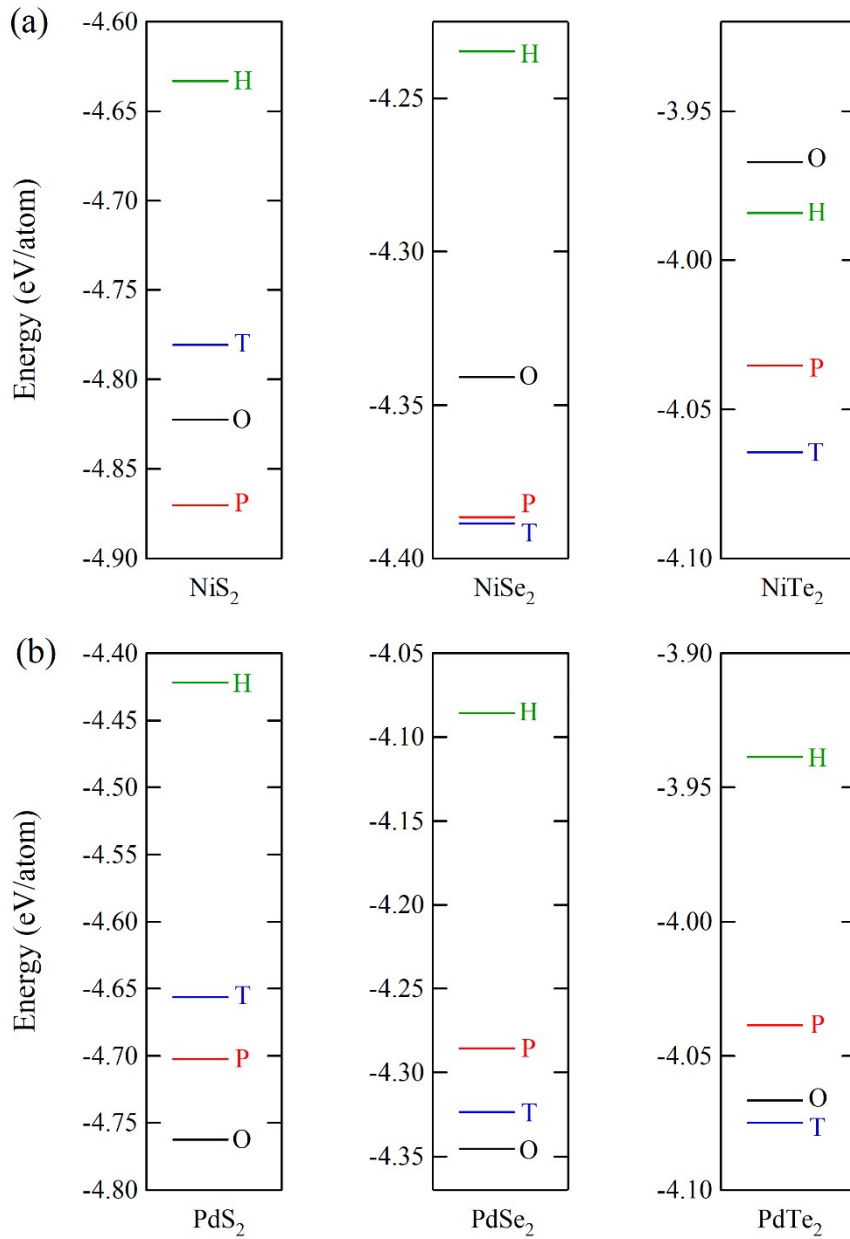 (a)
Energy (eV/atom)
-4.60
-4.65
-4.70
-4.75
-4.80
-4.85
-4.90
H
T
O
P
NiS₂
-4.25
-4.30
-4.35
-4.40
H
O
P
T
NiSe₂
-3.95
-4.00
-4.05
-4.10
O
H
P
T
NiTe₂
(b)
Energy (eV/atom)
-4.40
-4.45
-4.50
-4.55
-4.60
-4.65
-4.70
-4.75
-4.80
H
T
P
O
PdS₂
-4.05
-4.10
-4.15
-4.20
-4.25
-4.30
-4.35
H
P
T
O
PdSe₂
-3.90
-3.95
-4.00
-4.05
-4.10
H
P
O
T
PdTe₂